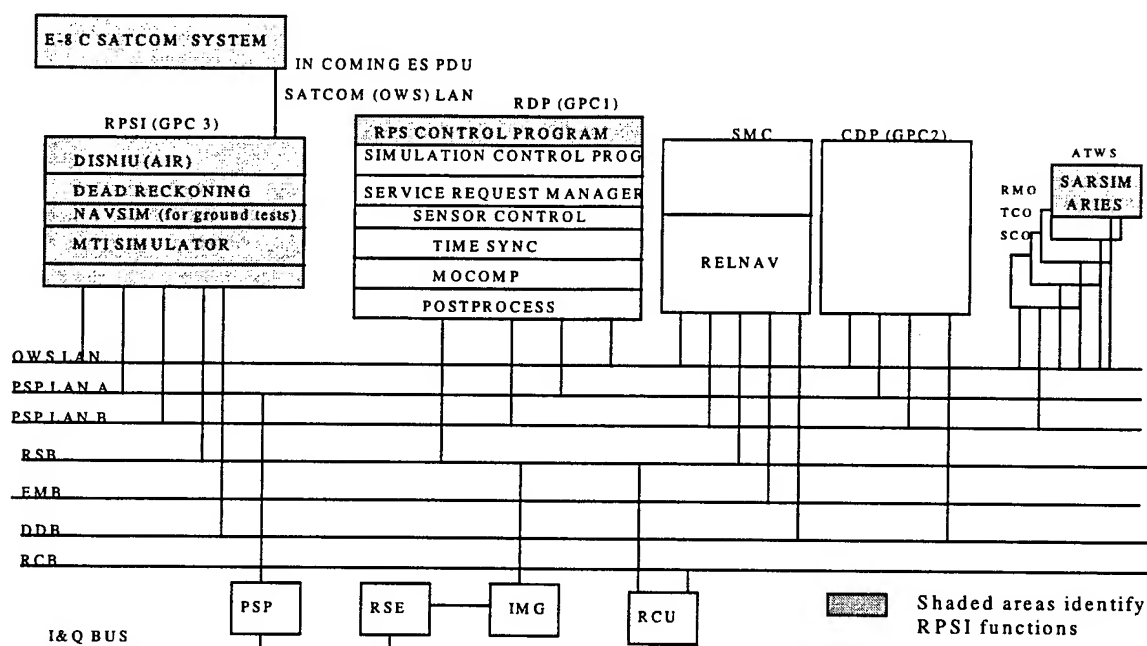 E-8C SATCOM SYSTEM
IN COMING ES PDU
SATCOM (OWS) LAN
RPSI (GPC 3)
DISNIU (AIR)
DEAD RECKONING
NAVSIM (for ground tests)
MTI SIMULATOR
RDP (GPC1)
RPS CONTROL PROGRAM
SIMULATION CONTROL PROG
SERVICE REQUEST MANAGER
SENSOR CONTROL
TIME SYNC
MOCOMP
POSTPROCESS
SMC
RELNAV
CDP (GPC2)
ATWS
SARSIM
ARIES
RMO
TCO
SCO
OWS LAN
PSP LAN A
PSP LAN B
RSB
EMB
DDB
RCB
PSP
RSE
IMG
RCU
I&Q BUS
Shaded areas identify
RPSI functions